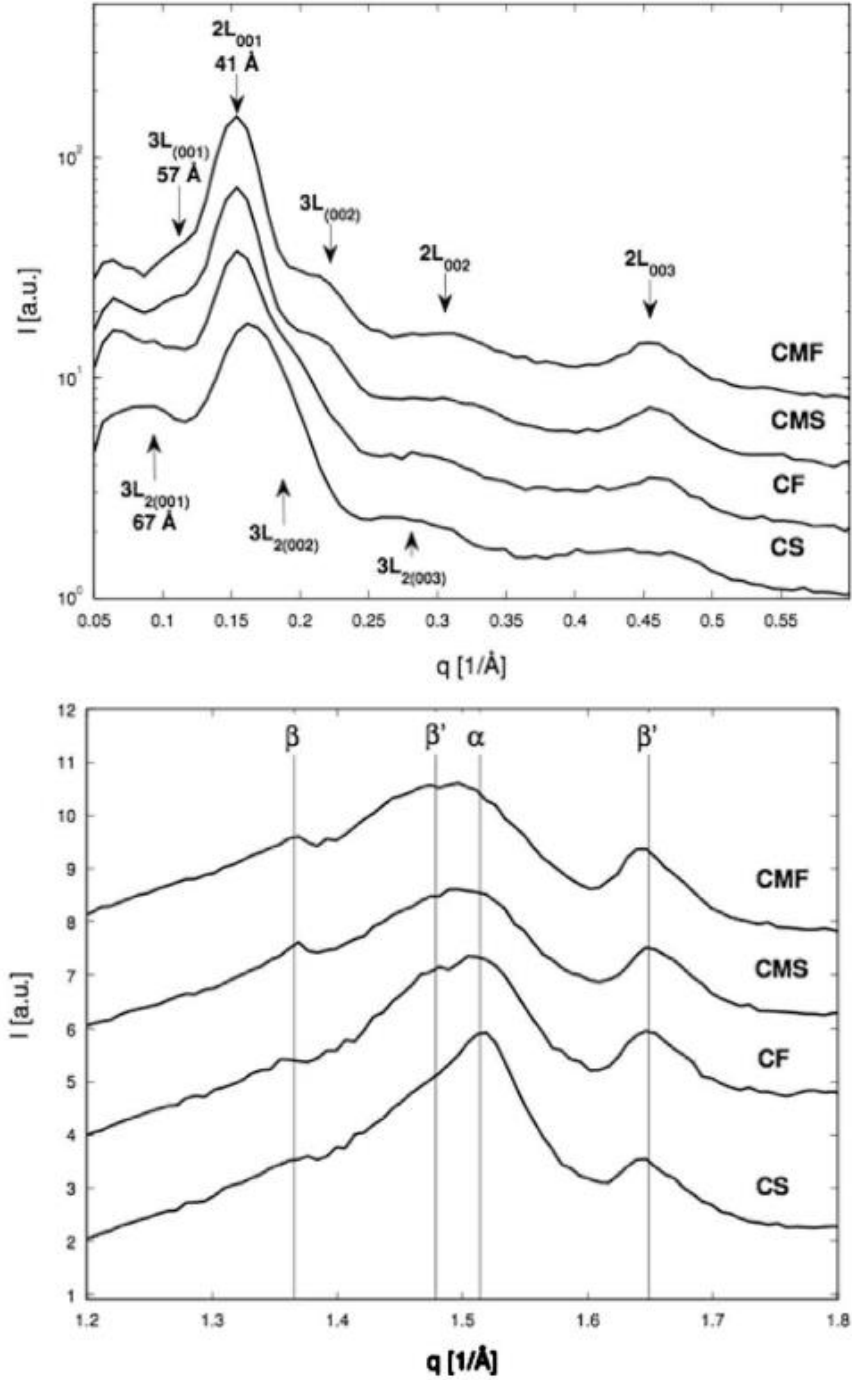 2L001
41 Å
3L(001)
57 Å
3L(002)
2L002
2L003
10²
10¹
10⁰
I [a.u.]
CMF
CMS
CF
CS
3L2(001)
67 Å
3L2(002)
3L2(003)
0.05 0.1 0.15 0.2 0.25 0.3 0.35 0.4 0.45 0.5 0.55
q [1/Å]
12
11
10
9
8
7
6
5
4
3
2
1
I [a.u.]
β β' α β'
CMF
CMS
CF
CS
1.2 1.3 1.4 1.5 1.6 1.7 1.8
q [1/Å]